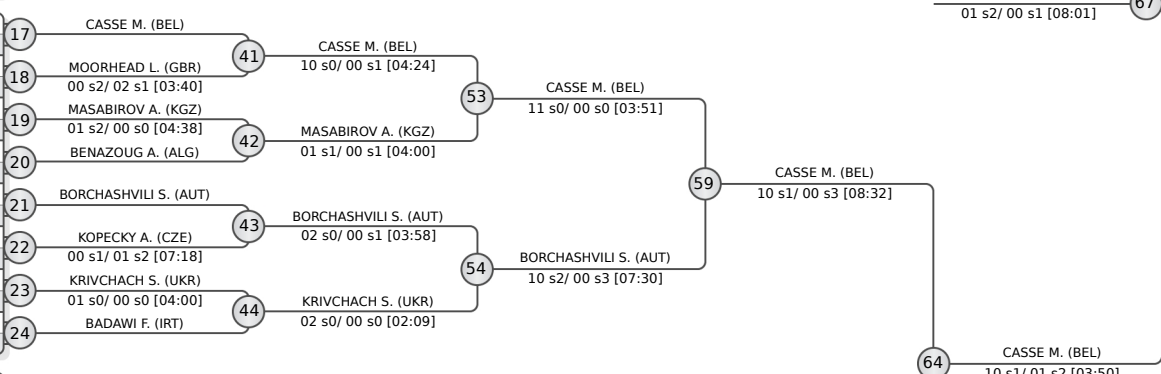 67
01 s2/ 00 s1 [08:01]
17
CASSE M. (BEL)
41
CASSE M. (BEL)
10 s0/ 00 s1 [04:24]
18
MOORHEAD L. (GBR)
00 s2/ 02 s1 [03:40]
53
CASSE M. (BEL)
11 s0/ 00 s0 [03:51]
19
MASABIROV A. (KGZ)
01 s2/ 00 s0 [04:38]
42
MASABIROV A. (KGZ)
01 s1/ 00 s1 [04:00]
20
BENAZOUG A. (ALG)
59
CASSE M. (BEL)
10 s1/ 00 s3 [08:32]
21
BORCHASHVILI S. (AUT)
43
BORCHASHVILI S. (AUT)
02 s0/ 00 s1 [03:58]
22
KOPECKY A. (CZE)
00 s1/ 01 s2 [07:18]
54
BORCHASHVILI S. (AUT)
10 s2/ 00 s3 [07:30]
23
KRIVCHACH S. (UKR)
01 s0/ 00 s0 [04:00]
44
KRIVCHACH S. (UKR)
02 s0/ 00 s0 [02:09]
24
BADAWI F. (IRT)
64
CASSE M. (BEL)
10 s1/ 01 s2 [03:50]